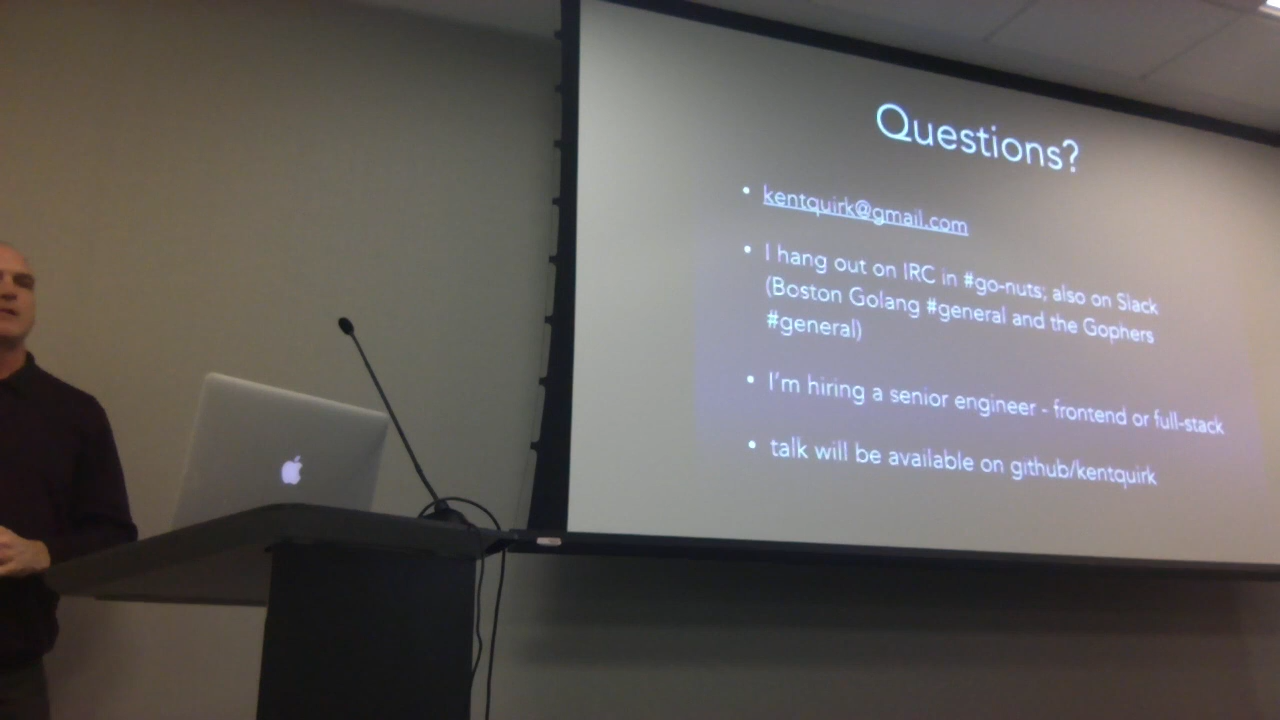 Questions?
• kentquirk@gmail.com
• I hang out on IRC in #go-nuts; also on Slack
(Boston Golang #general and the Gophers
#general)
• I'm hiring a senior engineer - frontend or full-stack
• talk will be available on github/kentquirk